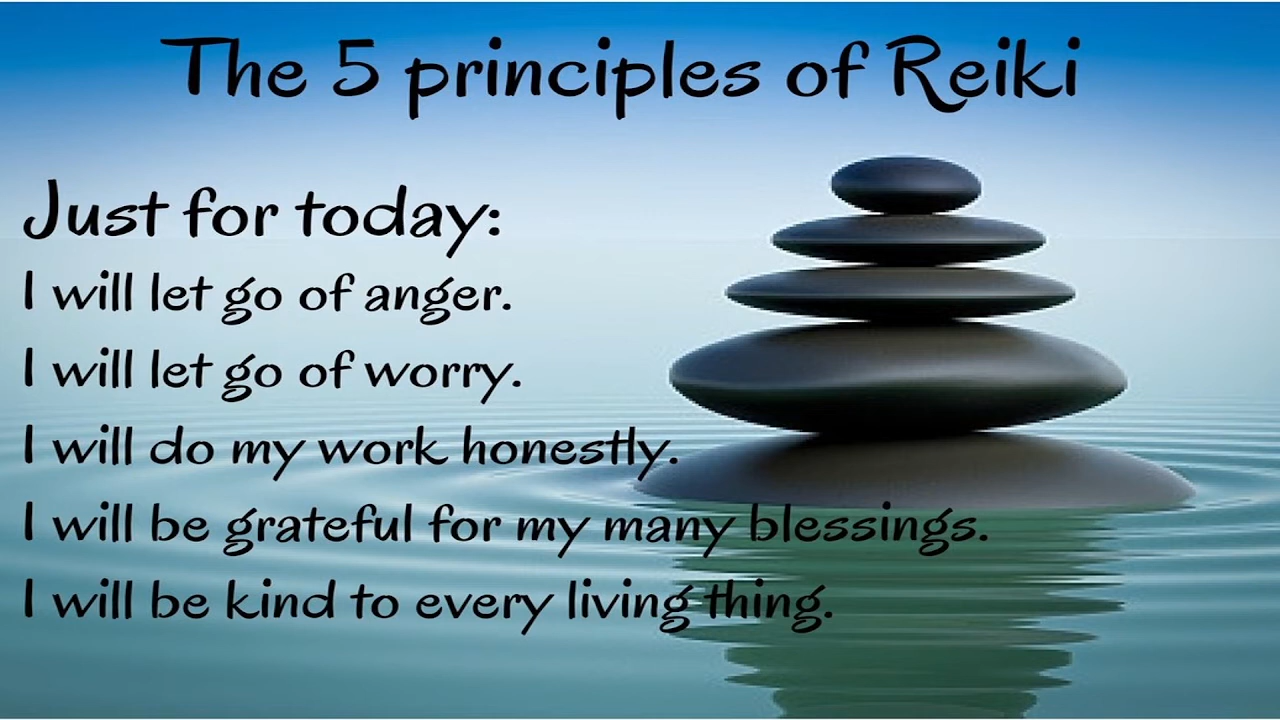 The 5 principles of Reiki
Just for today:
I will let go of anger.
I will let go of worry.
I will do my work honestly.
I will be grateful for my many blessings.
I will be kind to every living thing.